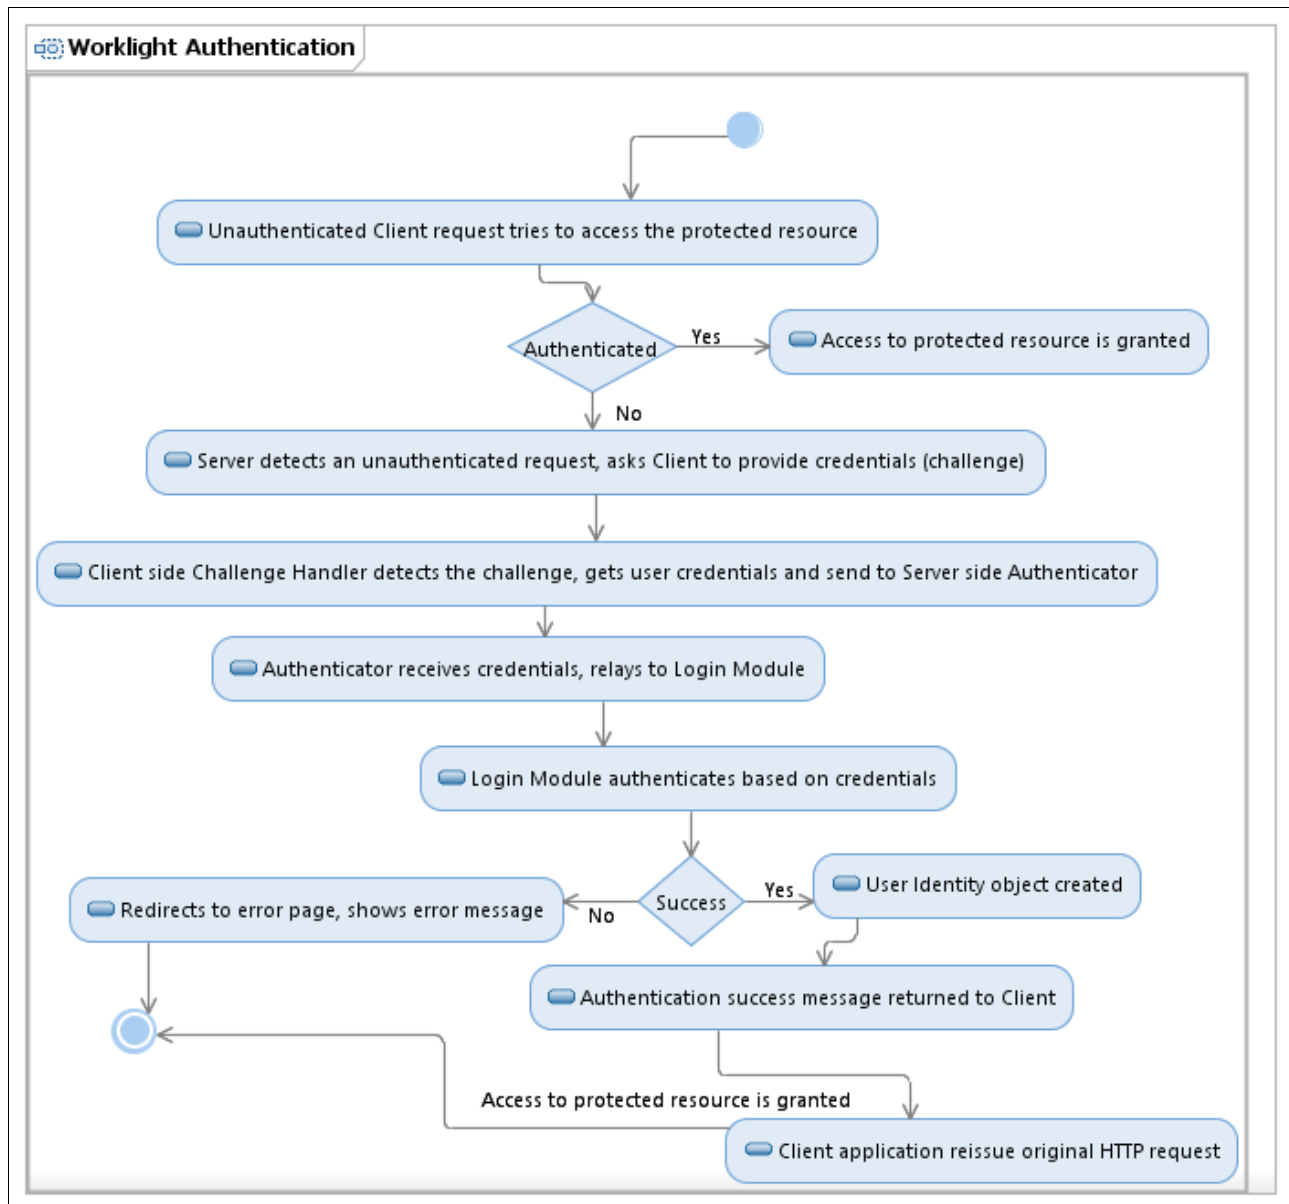 Worklight Authentication
Unauthenticated Client request tries to access the protected resource
Authenticated
Yes
Access to protected resource is granted
No
Server detects an unauthenticated request, asks Client to provide credentials (challenge)
Client side Challenge Handler detects the challenge, gets user credentials and send to Server side Authenticator
Authenticator receives credentials, relays to Login Module
Login Module authenticates based on credentials
Redirects to error page, shows error message
No
Success
Yes
User Identity object created
Authentication success message returned to Client
Access to protected resource is granted
Client application reissue original HTTP request